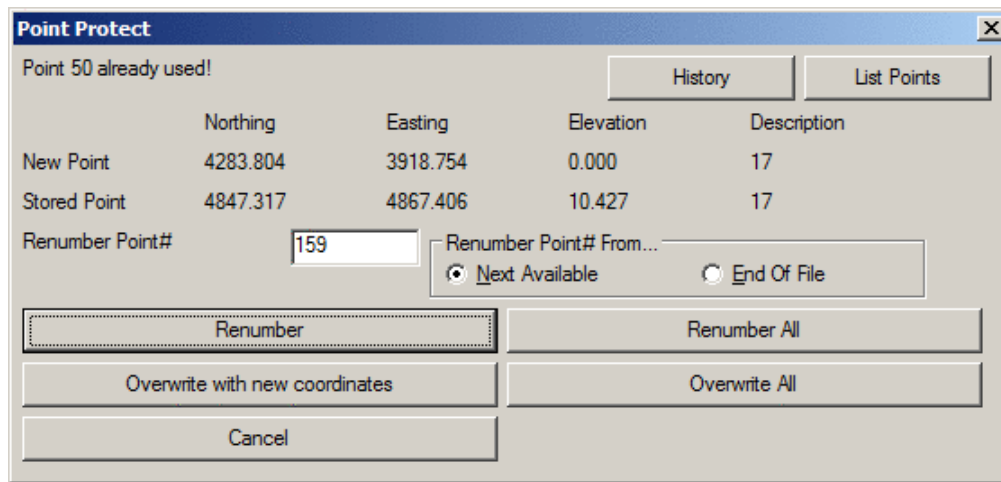 Point Protect
Point 50 already used!
History
List Points
Northing Easting Elevation Description
New Point 4283.804 3918.754 0.000 17
Stored Point 4847.317 4867.406 10.427 17
Renumber Point# 159
Renumber Point# From...
Next Available End Of File
Renumber Renumber All
Overwrite with new coordinates Overwrite All
Cancel